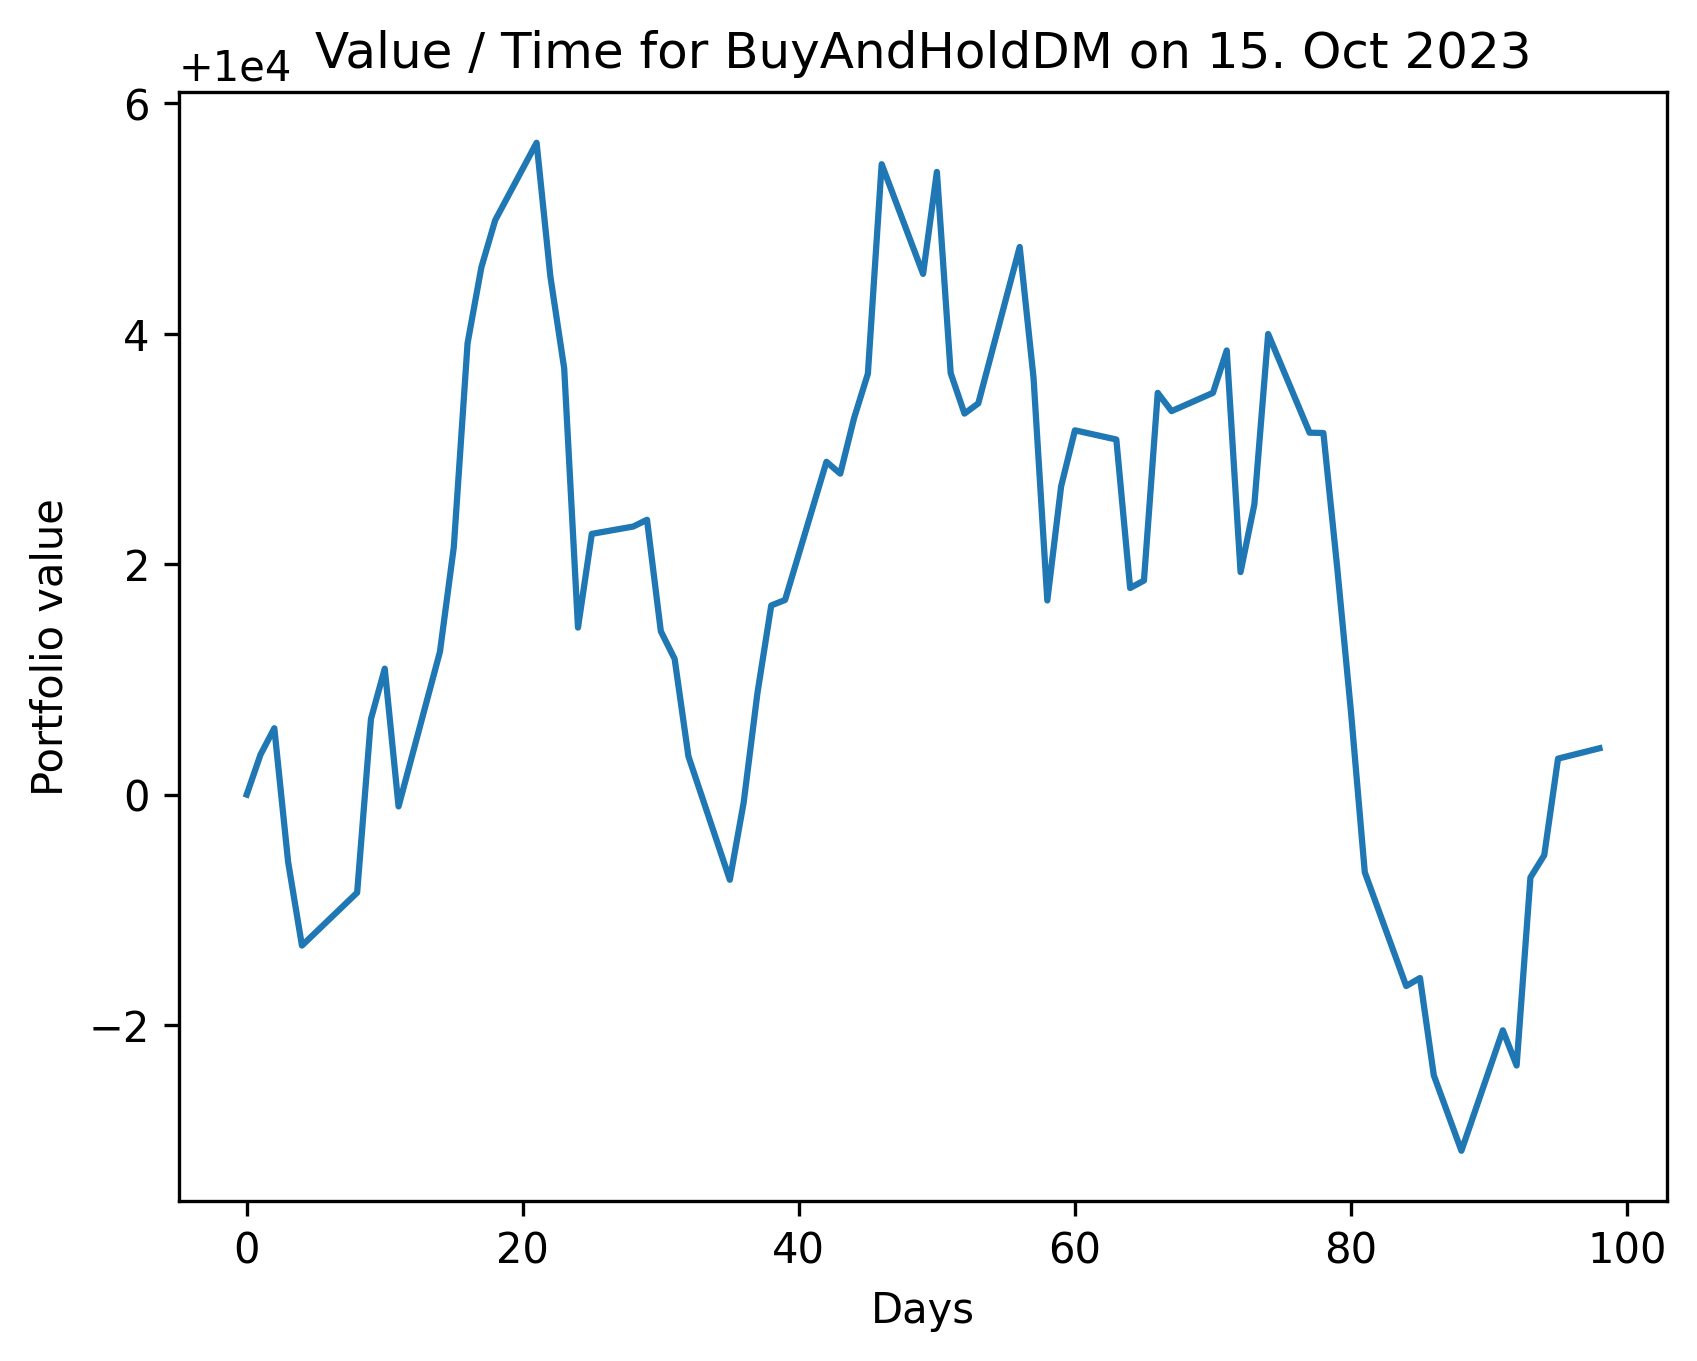 Value / Time for BuyAndHoldDM on 15. Oct 2023
+1e4
6
4
2
0
−2
Portfolio value
0 20 40 60 80 100
Days